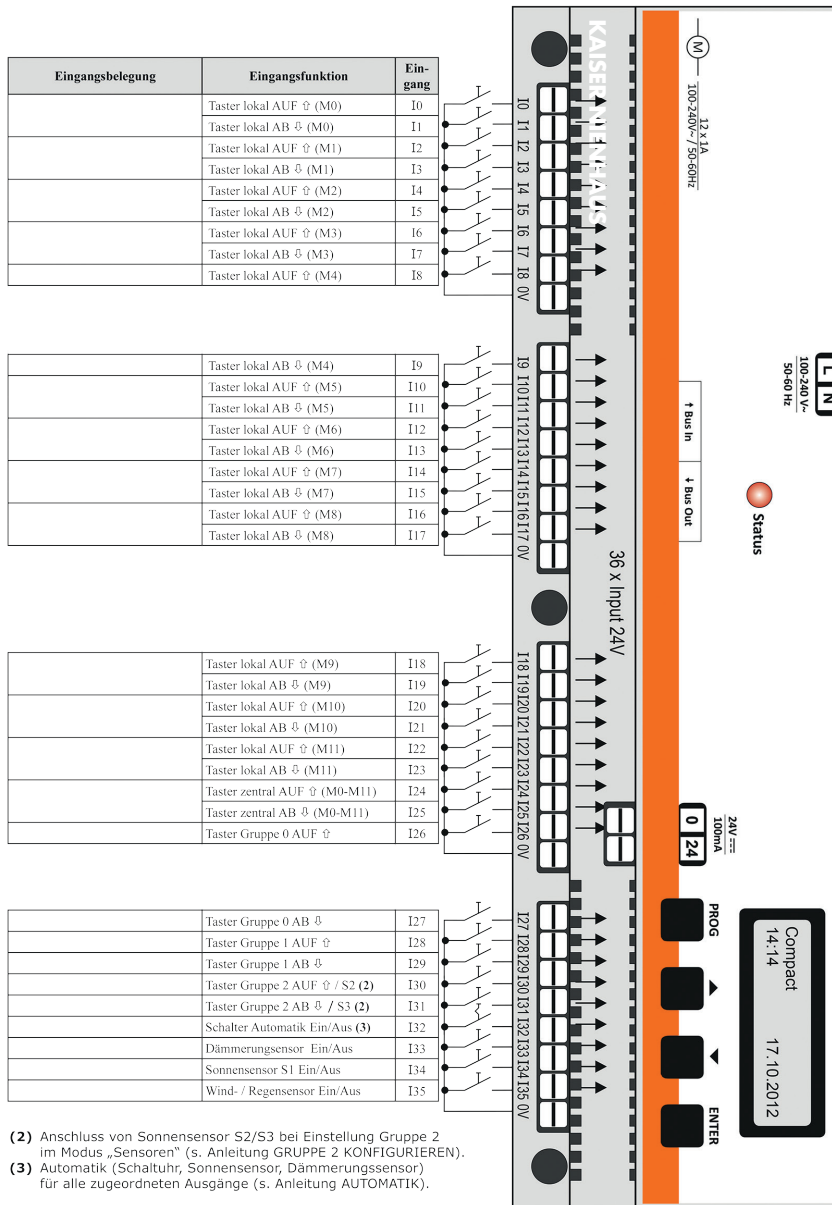 Eingangsbelegung Eingangsfunktion Ein-
gang
Taster lokal AUF ⇧ (M0) I0
Taster lokal AB ⇩ (M0) I1
Taster lokal AUF ⇧ (M1) I2
Taster lokal AB ⇩ (M1) I3
Taster lokal AUF ⇧ (M2) I4
Taster lokal AB ⇩ (M2) I5
Taster lokal AUF ⇧ (M3) I6
Taster lokal AB ⇩ (M3) I7
Taster lokal AUF ⇧ (M4) I8
Taster lokal AB ⇩ (M4) I9
Taster lokal AUF ⇧ (M5) I10
Taster lokal AB ⇩ (M5) I11
Taster lokal AUF ⇧ (M6) I12
Taster lokal AB ⇩ (M6) I13
Taster lokal AUF ⇧ (M7) I14
Taster lokal AB ⇩ (M7) I15
Taster lokal AUF ⇧ (M8) I16
Taster lokal AB ⇩ (M8) I17
Taster lokal AUF ⇧ (M9) I18
Taster lokal AB ⇩ (M9) I19
Taster lokal AUF ⇧ (M10) I20
Taster lokal AB ⇩ (M10) I21
Taster lokal AUF ⇧ (M11) I22
Taster lokal AB ⇩ (M11) I23
Taster zentral AUF ⇧ (M0-M11) I24
Taster zentral AB ⇩ (M0-M11) I25
Taster Gruppe 0 AUF ⇧ I26
Taster Gruppe 0 AB ⇩ I27
Taster Gruppe 1 AUF ⇧ I28
Taster Gruppe 1 AB ⇩ I29
Taster Gruppe 2 AUF ⇧ / S2 (2) I30
Taster Gruppe 2 AB ⇩ / S3 (2) I31
Schalter Automatik Ein/Aus (3) I32
Dämmerungsensor Ein/Aus I33
Sonnensensor S1 Ein/Aus I34
Wind- / Regensensor Ein/Aus I35
(2) Anschluss von Sonnensensor S2/S3 bei Einstellung Gruppe 2
im Modus „Sensoren“ (s. Anleitung GRUPPE 2 KONFIGURIEREN).
(3) Automatik (Schaltuhr, Sonnensensor, Dämmerungssensor)
für alle zugeordneten Ausgänge (s. Anleitung AUTOMATIK).
I0 I1 I2 I3 I4 I5 I6 I7 I8 0V
I9 I10 I11 I12 I13 I14 I15 I16 I17 0V
I18 I19 I20 I21 I22 I23 I24 I25 I26 0V
I27 I28 I29 I30 I31 I32 I33 I34 I35 0V
KAISER NIENHAUS
36 x Input 24V
M
12 x 1A
100-240V~ / 50-60Hz
L N
100-240 V~
50-60 Hz
↑ Bus In
↓ Bus Out
Status
24V ⎓
100mA
0 24
PROG
ENTER
Compact
14:14 17.10.2012